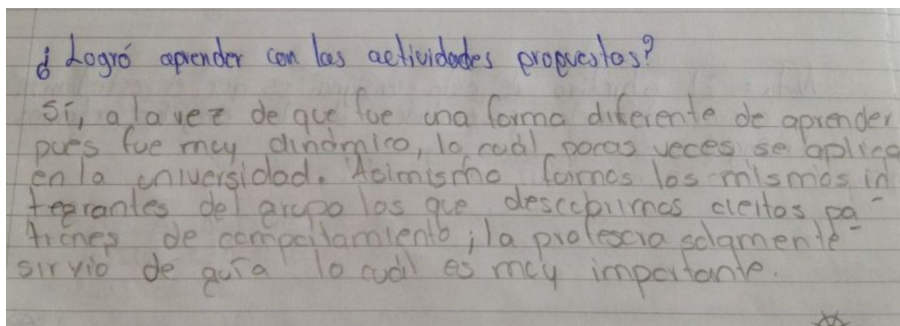 ¿Logró aprender con las actividades propuestas?
Sí, a la vez de que fue una forma diferente de aprender
pues fue muy dinámico, lo cuál pocas veces se aplica
en la universidad. Asimismo fuimos los mismos in
tegrantes del grupo los que descubrimos ciertos pa-
trones de comportamiento; la profesora solamente
sirvió de guía lo cuál es muy importante.